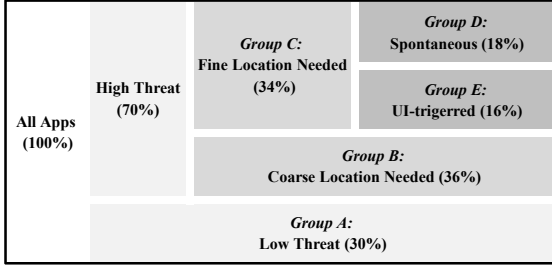 All Apps
(100%)
High Threat
(70%)
Group C:
Fine Location Needed
(34%)
Group D:
Spontaneous (18%)
Group E:
UI-trigerred (16%)
Group B:
Coarse Location Needed (36%)
Group A:
Low Threat (30%)